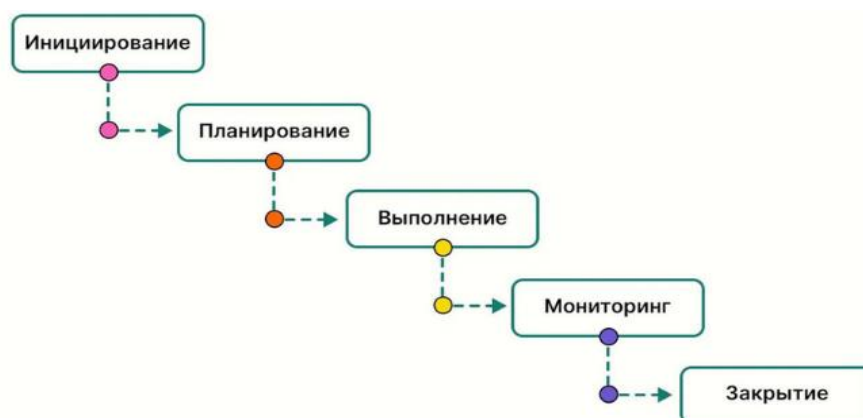 Инициирование
Планирование
Выполнение
Мониторинг
Закрытие